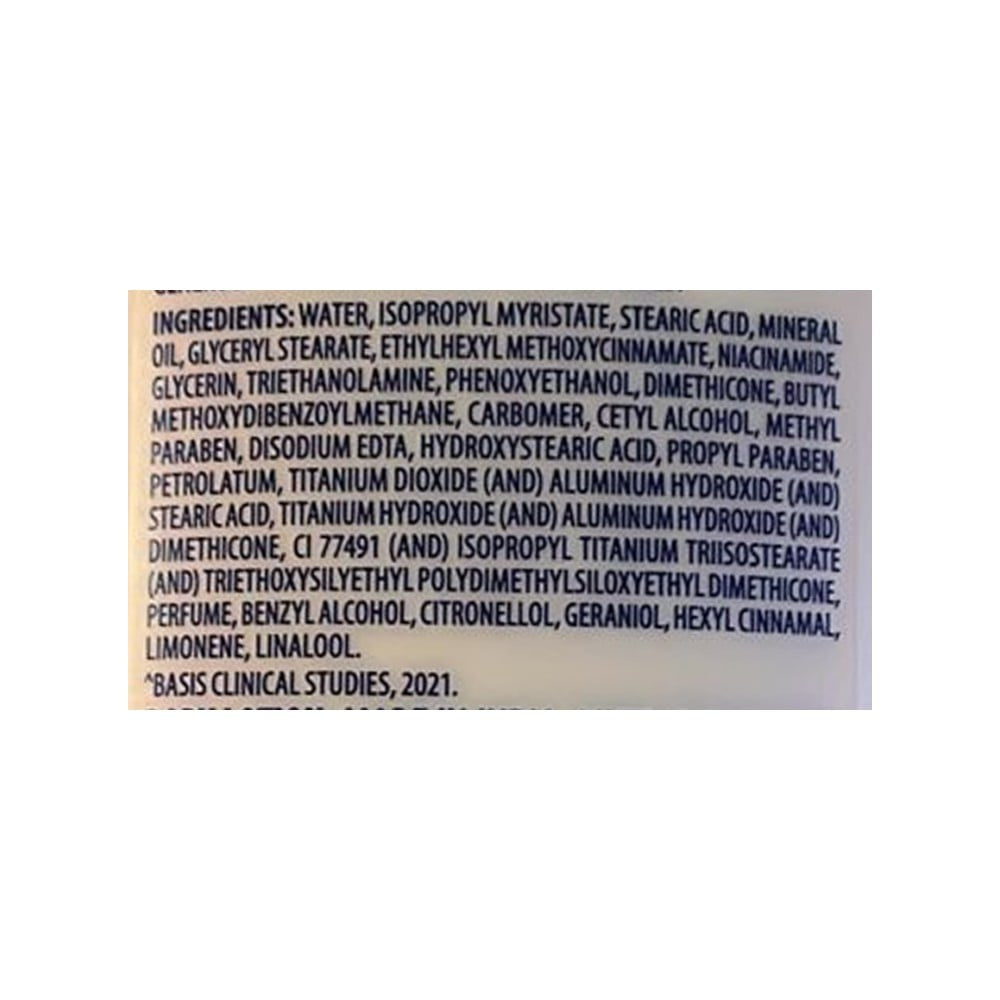 INGREDIENTS: WATER, ISOPROPYL MYRISTATE, STEARIC ACID, MINERAL
OIL, GLYCERYL STEARATE, ETHYLHEXYL METHOXYCINNAMATE, NIACINAMIDE,
GLYCERIN, TRIETHANOLAMINE, PHENOXYETHANOL, DIMETHICONE, BUTYL
METHOXYDIBENZOYLMETHANE, CARBOMER, CETYL ALCOHOL, METHYL
PARABEN, DISODIUM EDTA, HYDROXYSTEARIC ACID, PROPYL PARABEN,
PETROLATUM, TITANIUM DIOXIDE (AND) ALUMINUM HYDROXIDE (AND)
STEARIC ACID, TITANIUM HYDROXIDE (AND) ALUMINUM HYDROXIDE (AND)
DIMETHICONE, CI 77491 (AND) ISOPROPYL TITANIUM TRIISOSTEARATE
(AND) TRIETHOXYSILYETHYL POLYDIMETHYLSILOXYETHYL DIMETHICONE,
PERFUME, BENZYL ALCOHOL, CITRONELLOL, GERANIOL, HEXYL CINNAMAL,
LIMONENE, LINALOOL.
^BASIS CLINICAL STUDIES, 2021.